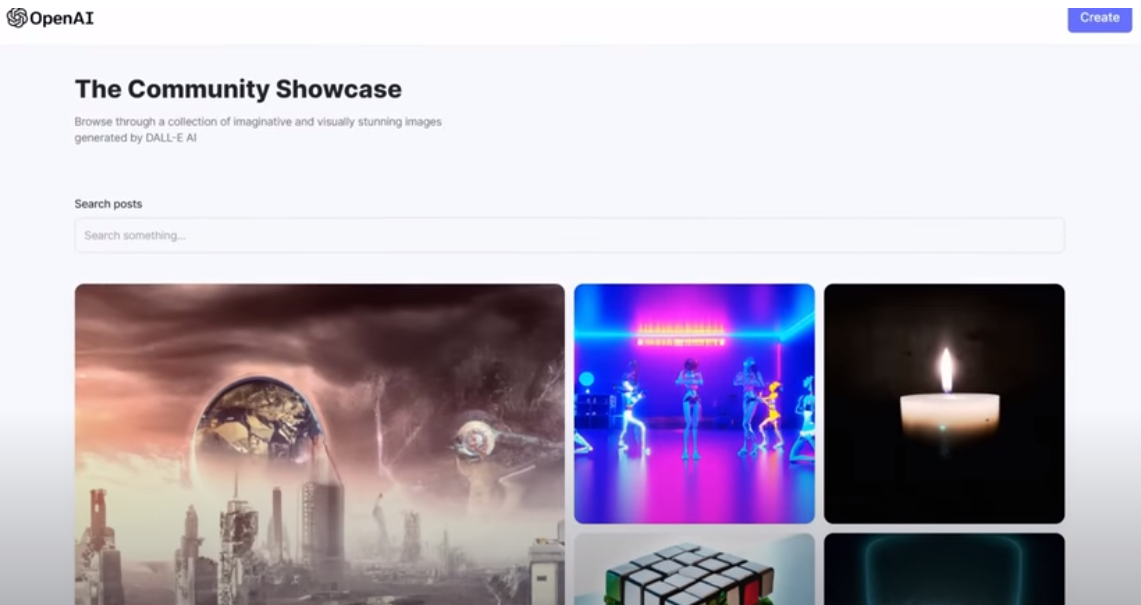 OpenAI
Create
The Community Showcase
Browse through a collection of imaginative and visually stunning images
generated by DALL-E AI
Search posts
Search something...